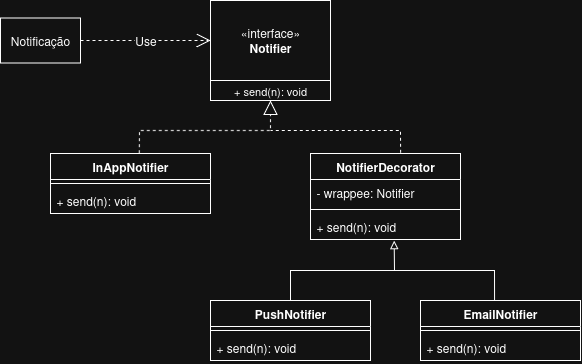 Notificação
Use
«interface»
Notifier
+ send(n): void
InAppNotifier
+ send(n): void
NotifierDecorator
- wrappee: Notifier
+ send(n): void
PushNotifier
+ send(n): void
EmailNotifier
+ send(n): void